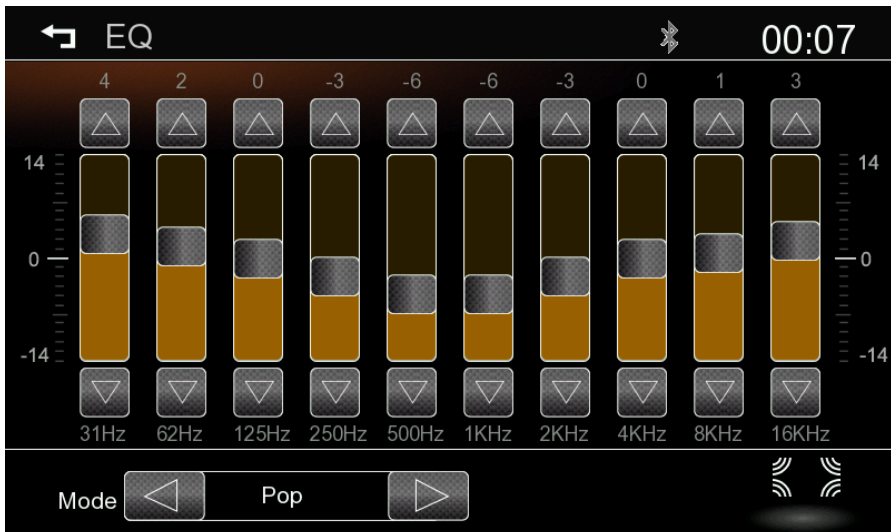 EQ 00:07
4 2 0 -3 -6 -6 -3 0 1 3
14 14
0 0
-14 -14
31Hz 62Hz 125Hz 250Hz 500Hz 1KHz 2KHz 4KHz 8KHz 16KHz
Mode Pop